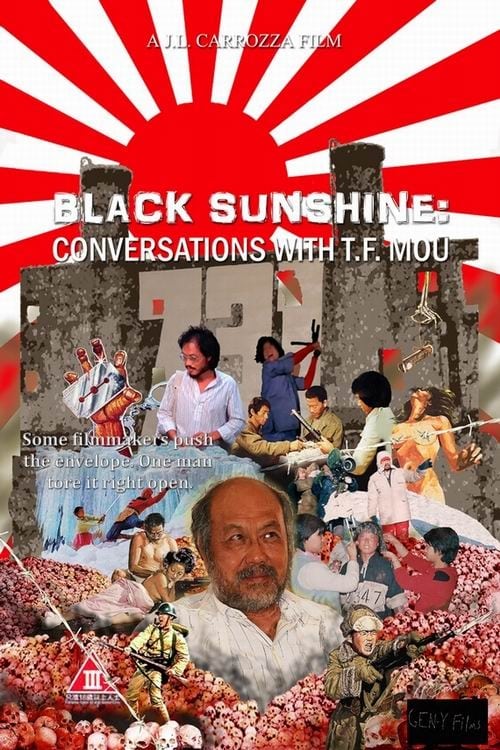 A J.L. CARROZZA FILM
BLACK SUNSHINE:
CONVERSATIONS WITH T.F. MOU
731
Some filmmakers push
the envelope. One man
tore it right open.
347
III
GEN-Y Films